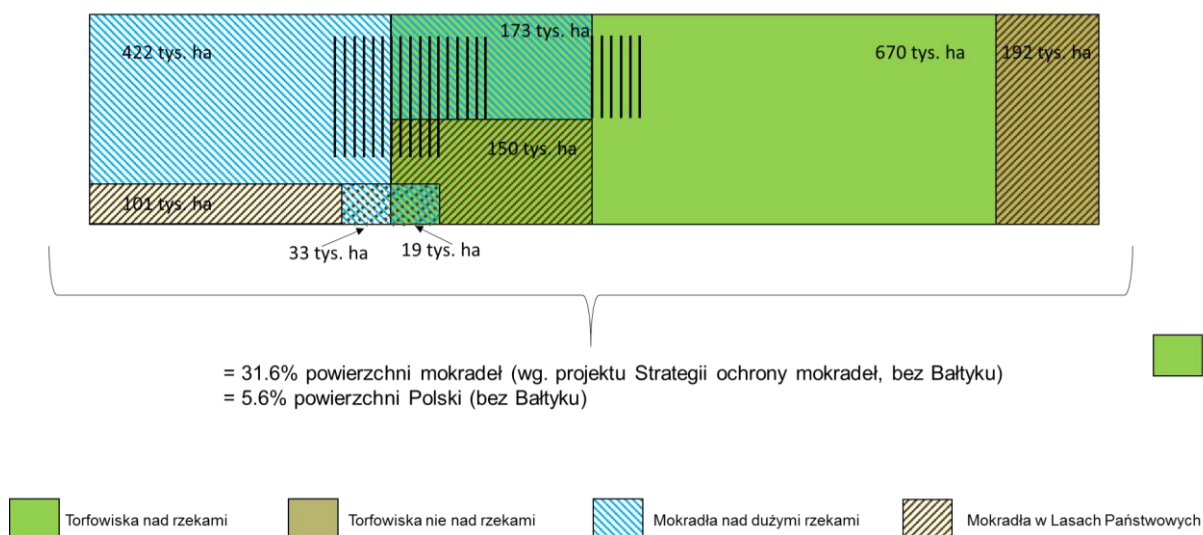 422 tys. ha
173 tys. ha
670 tys. ha
192 tys. ha
150 tys. ha
101 tys. ha
33 tys. ha
19 tys. ha
= 31.6% powierzchni mokradeł (wg. projektu Strategii ochrony mokradeł, bez Bałtyku)
= 5.6% powierzchni Polski (bez Bałtyku)
Torfowiska nad rzekami
Torfowiska nie nad rzekami
Mokradła nad dużymi rzekami
Mokradła w Lasach Państwowych